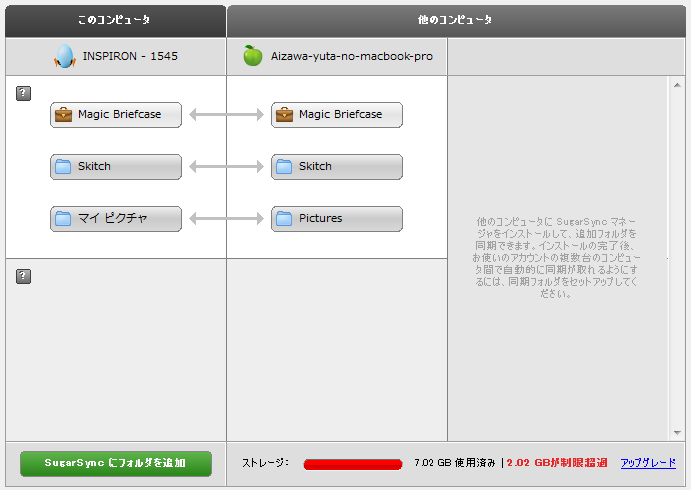 このコンピュータ
他のコンピュータ
INSPIRON - 1545
Aizawa-yuta-no-macbook-pro
?
Magic Briefcase
Magic Briefcase
Skitch
Skitch
マイ ピクチャ
Pictures
他のコンピュータに SugarSync マネー
ジャをインストールして、追加フォルダを
同期できます。インストールの完了後、
お使いのアカウントの複数台のコンピュー
タ間で自動的に同期が取れるようにす
るには、同期フォルダをセットアップしてく
ださい。
?
SugarSync にフォルダを追加
ストレージ： 7.02 GB 使用済み | 2.02 GBが制限超過 アップグレード